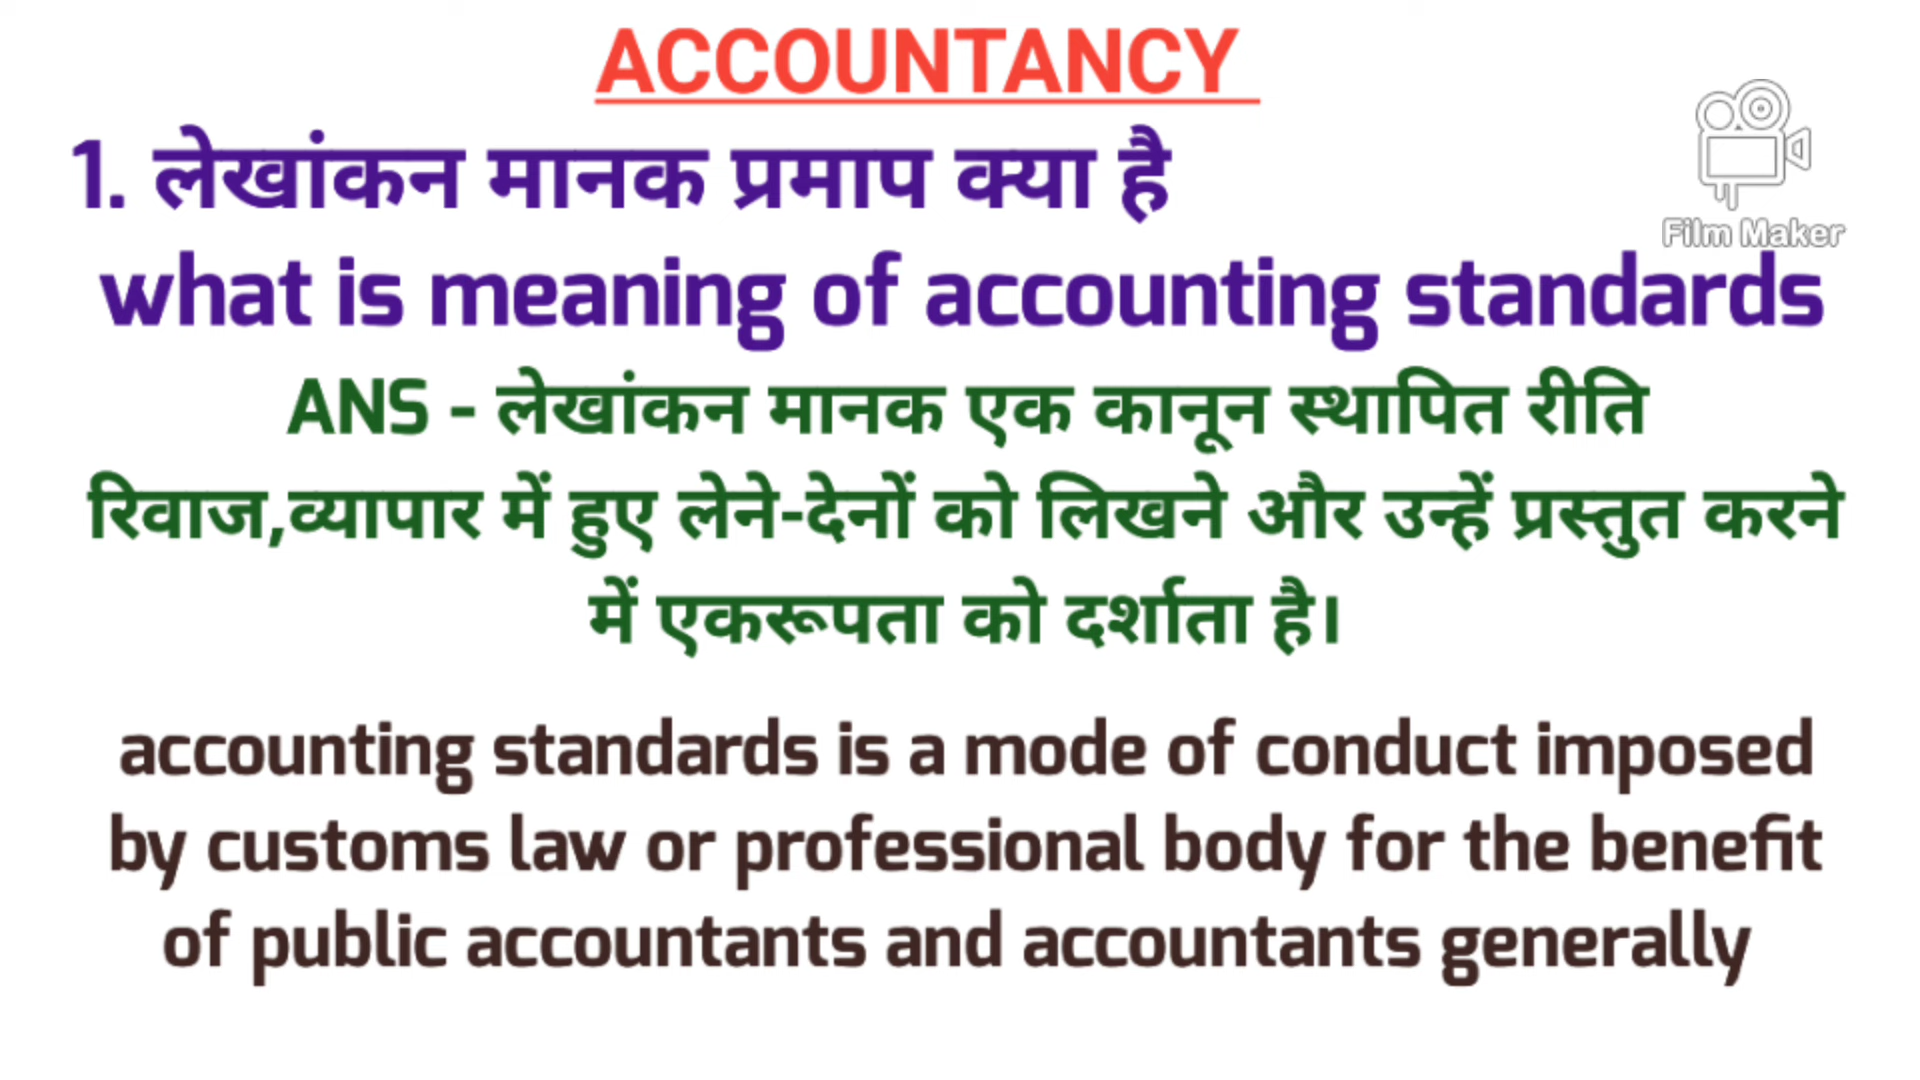 ACCOUNTANCY
1. लेखांकन मानक प्रमाप क्या है
Film Maker
what is meaning of accounting standards
ANS - लेखांकन मानक एक कानून स्थापित रीति
रिवाज,व्यापार में हुए लेने-देनों को लिखने और उन्हें प्रस्तुत करने
में एकरूपता को दर्शाता है।
accounting standards is a mode of conduct imposed
by customs law or professional body for the benefit
of public accountants and accountants generally